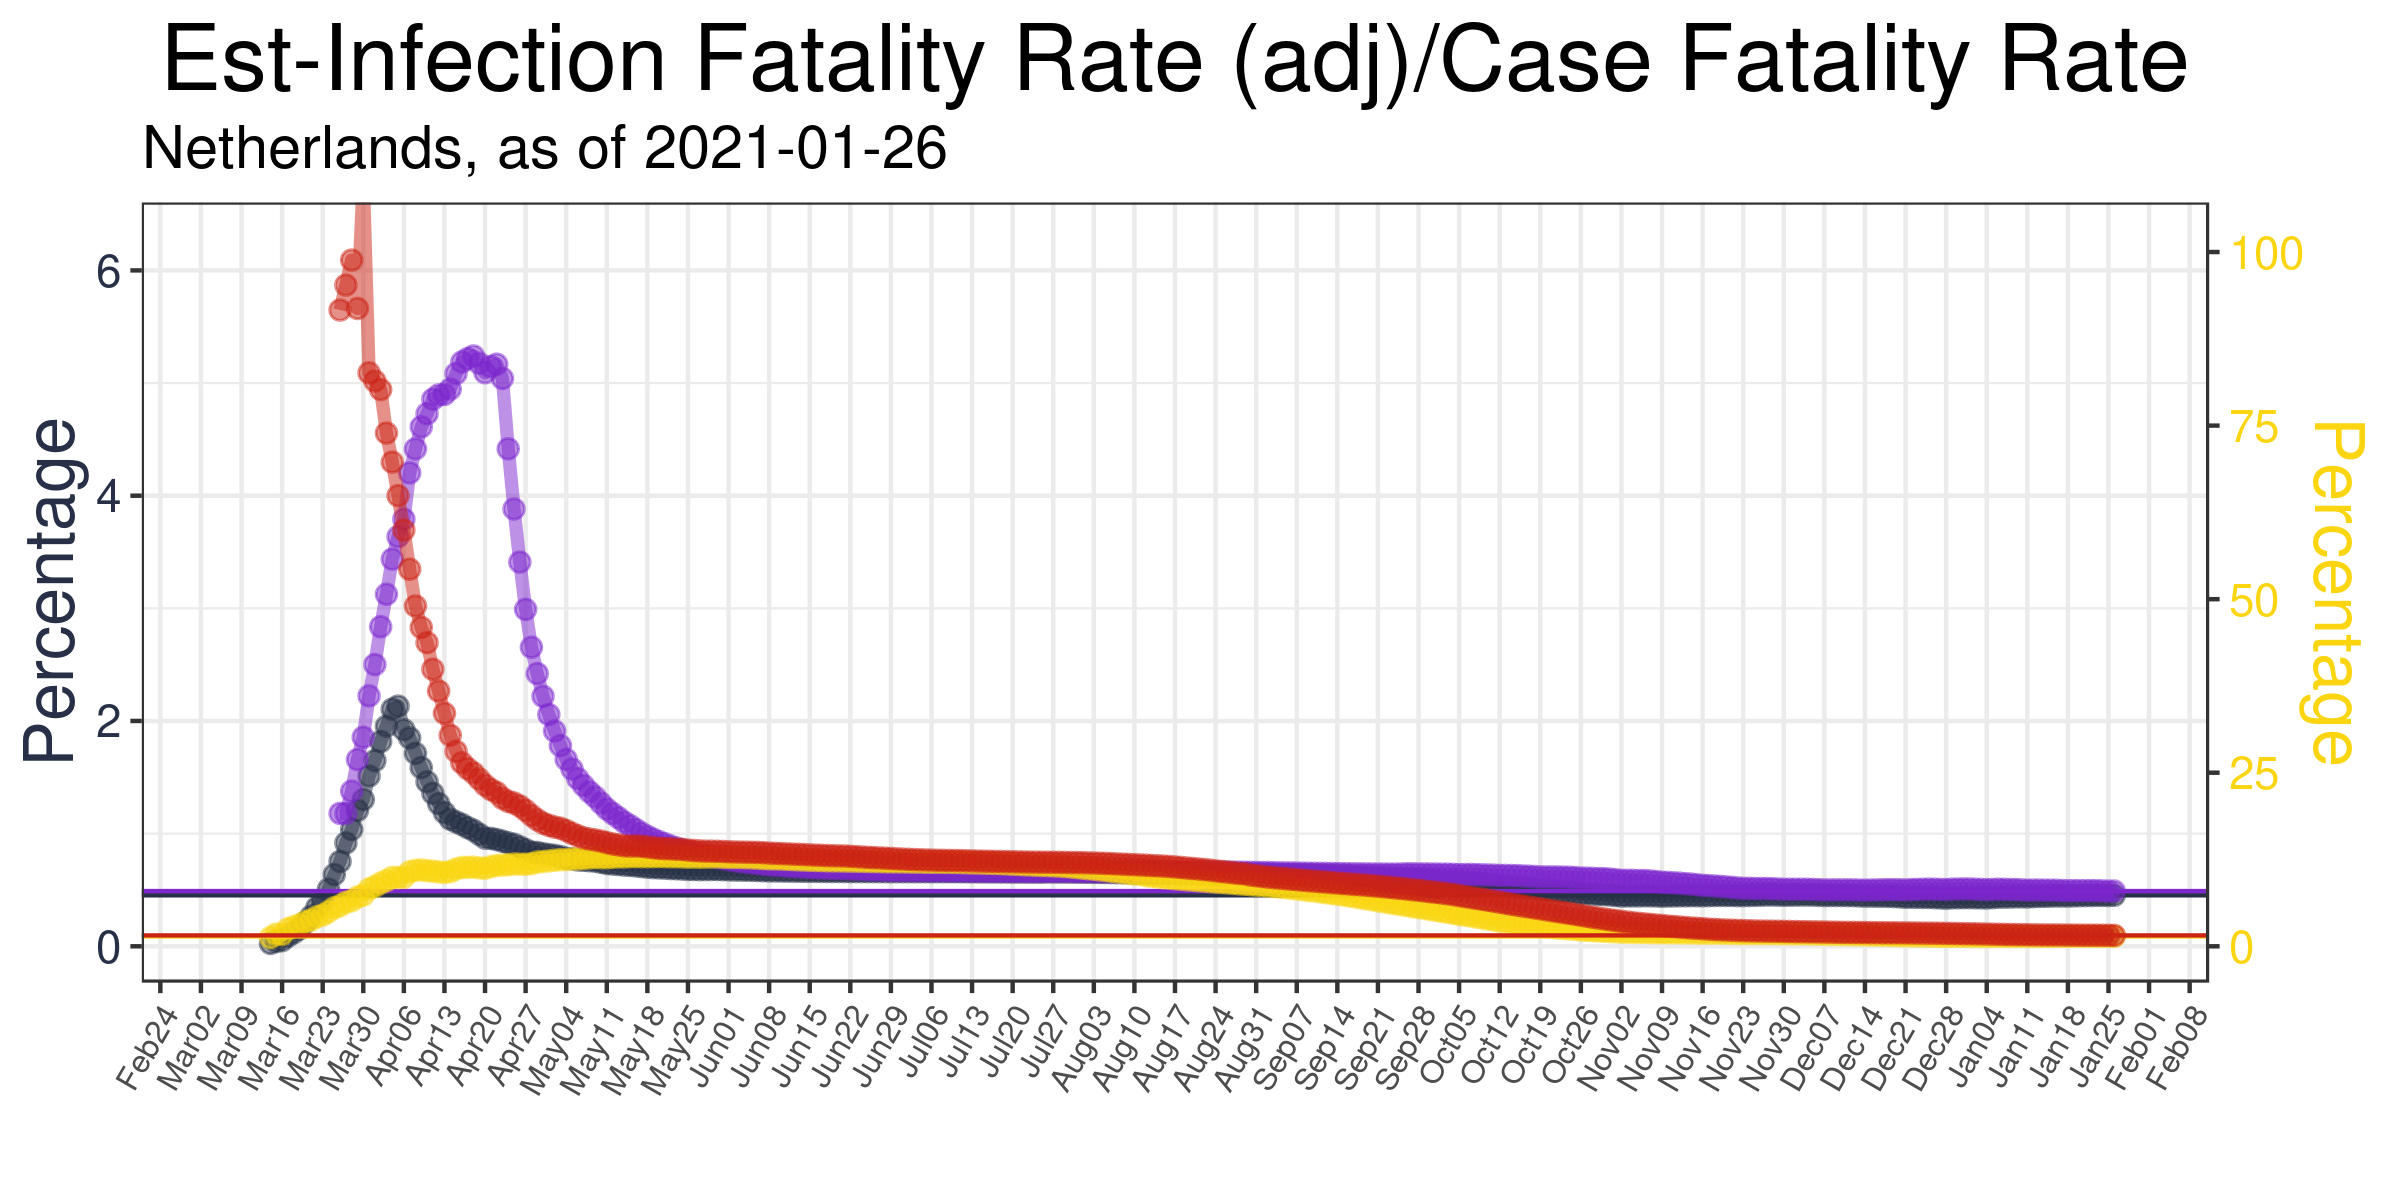 Est-Infection Fatality Rate (adj)/Case Fatality Rate
Netherlands, as of 2021-01-26
Percentage
6
4
2
0
100
75
50
25
0
Percentage
Feb24
Mar02
Mar09
Mar16
Mar23
Mar30
Apr06
Apr13
Apr20
Apr27
May04
May11
May18
May25
Jun01
Jun08
Jun15
Jun22
Jun29
Jul06
Jul13
Jul20
Jul27
Aug03
Aug10
Aug17
Aug24
Aug31
Sep07
Sep14
Sep21
Sep28
Oct05
Oct12
Oct19
Oct26
Nov02
Nov09
Nov16
Nov23
Nov30
Dec07
Dec14
Dec21
Dec28
Jan04
Jan11
Jan18
Jan25
Feb01
Feb08